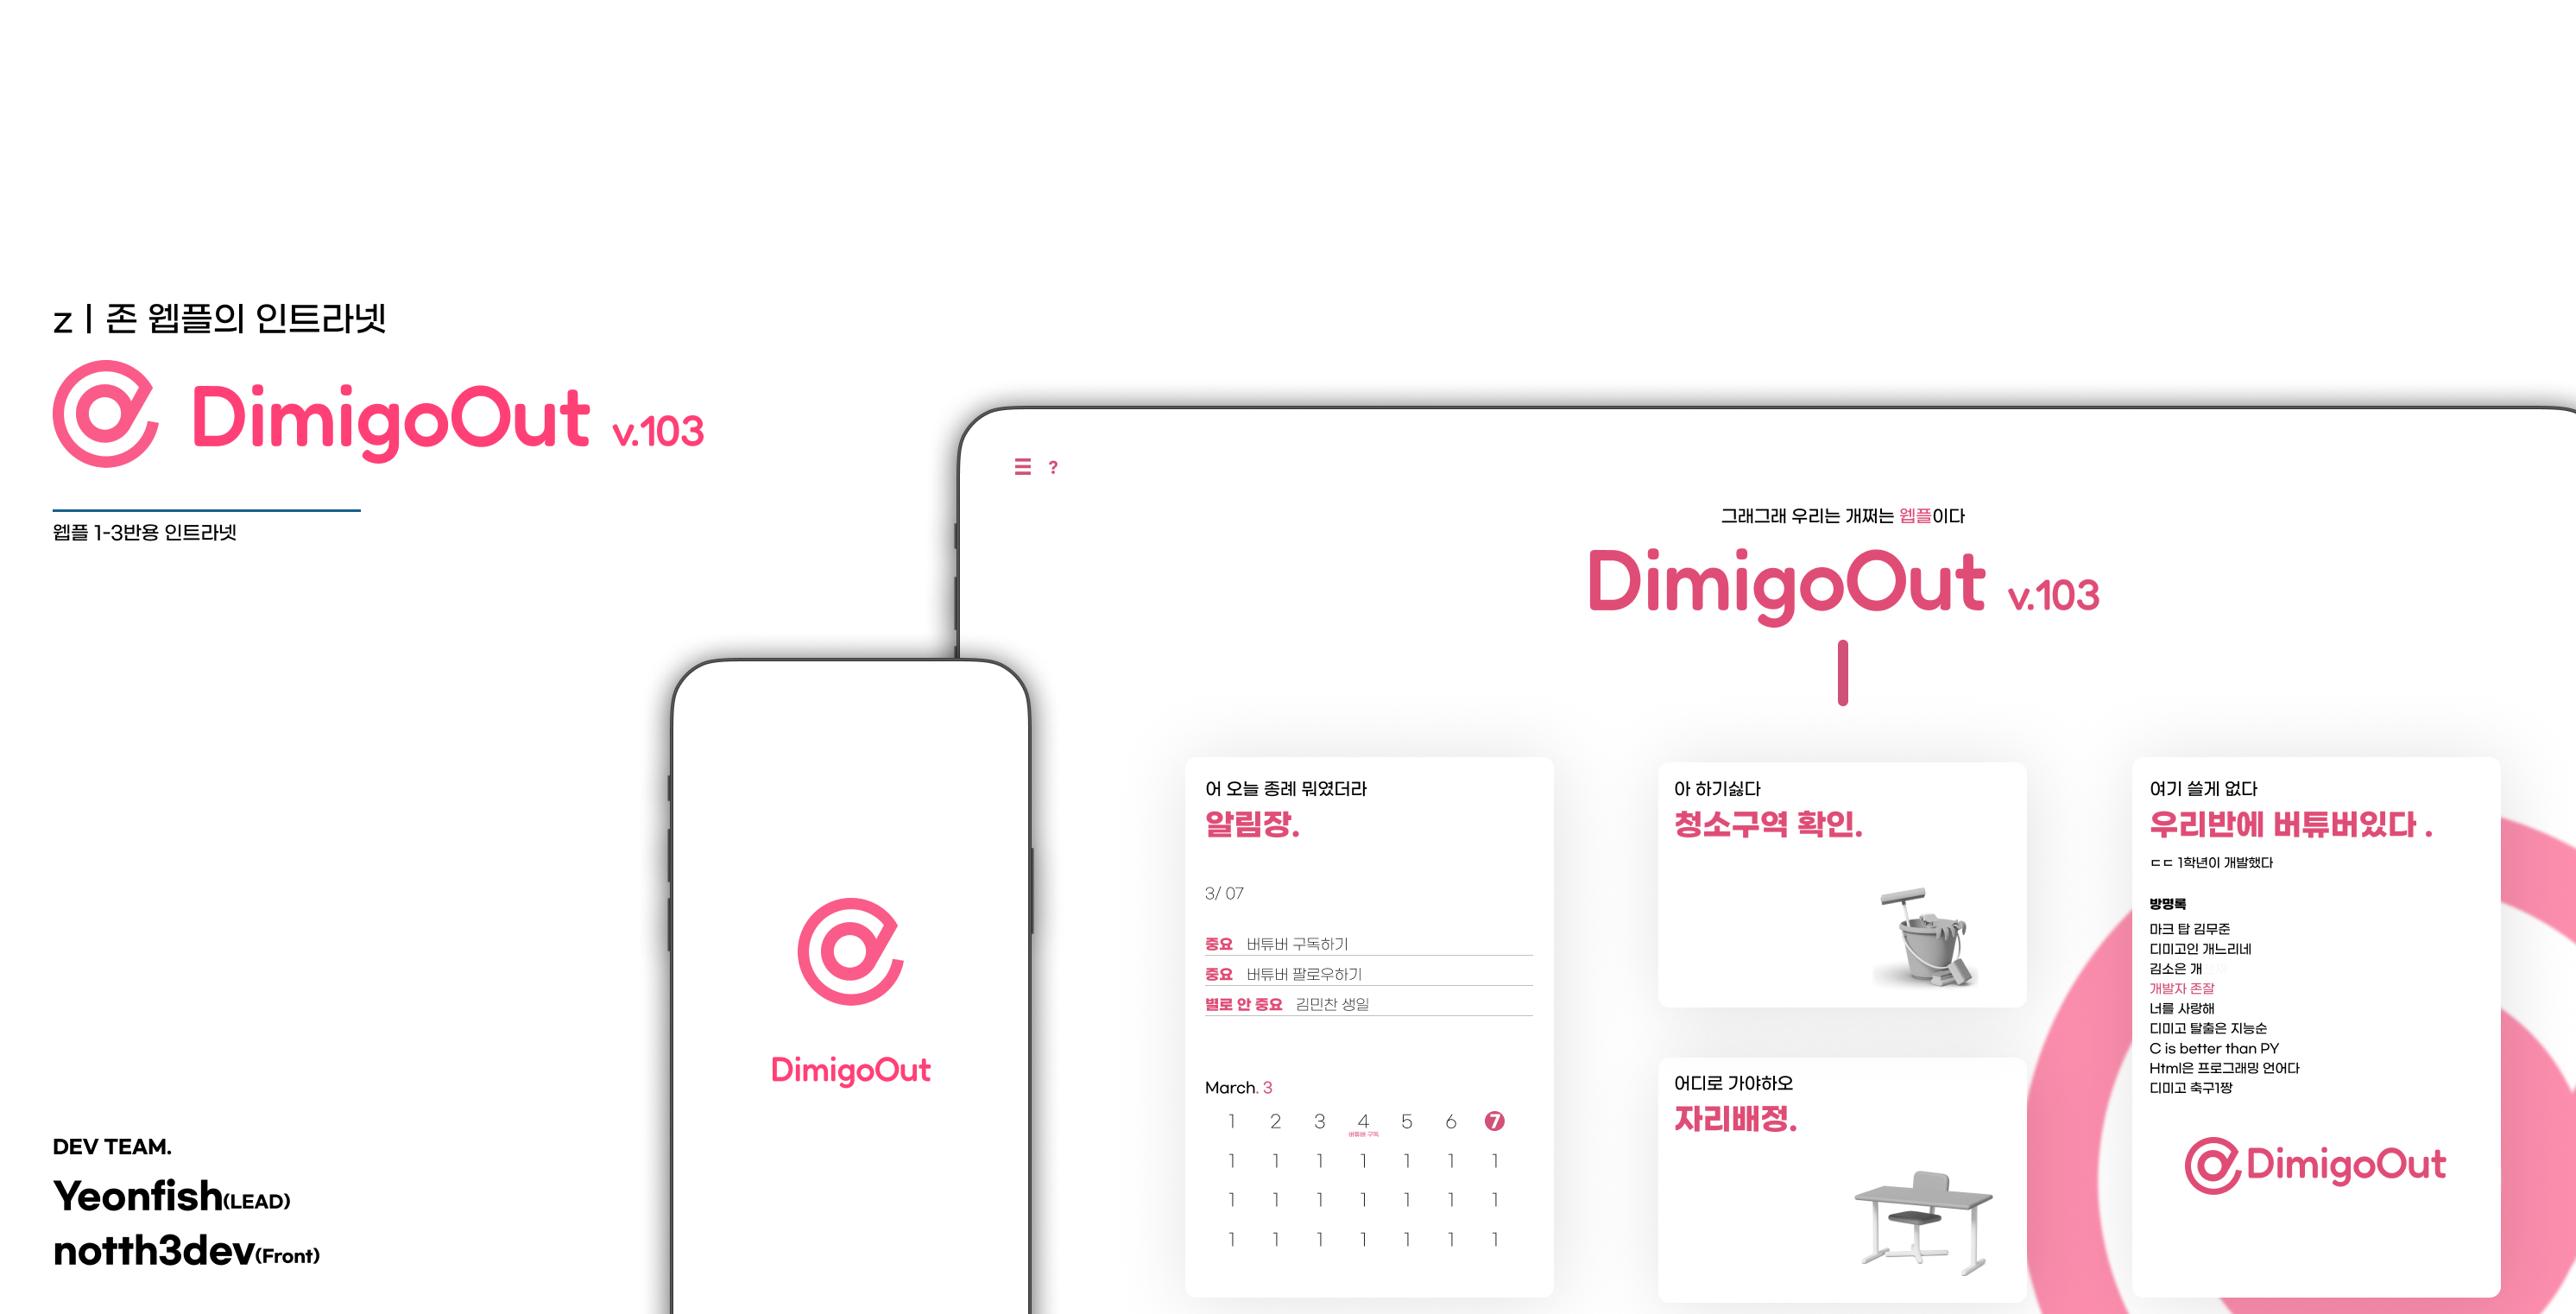 zㅣ존 웹플의 인트라넷
DimigoOut v.103
웹플 1-3반용 인트라넷
DEV TEAM.
Yeonfish(LEAD)
notth3dev(Front)
DimigoOut
?
그래그래 우리는 개쩌는 웹플이다
DimigoOut v.103
어 오늘 종례 뭐였더라
알림장.
3/ 07
중요 버튜버 구독하기
중요 버튜버 팔로우하기
별로 안 중요 김민찬 생일
March. 3
1 2 3 4 5 6 7
버튜버 구독
1 1 1 1 1 1 1
1 1 1 1 1 1 1
1 1 1 1 1 1 1
아 하기싫다
청소구역 확인.
어디로 가야하오
자리배정.
여기 쓸게 없다
우리반에 버튜버있다 .
ㄷㄷ 1학년이 개발했다
방명록
마크 탑 김무준
디미고인 개느리네
김소은 개
개발자 존잘
너를 사랑해
디미고 탈출은 지능순
C is better than PY
Html은 프로그래밍 언어다
디미고 축구1짱
DimigoOut